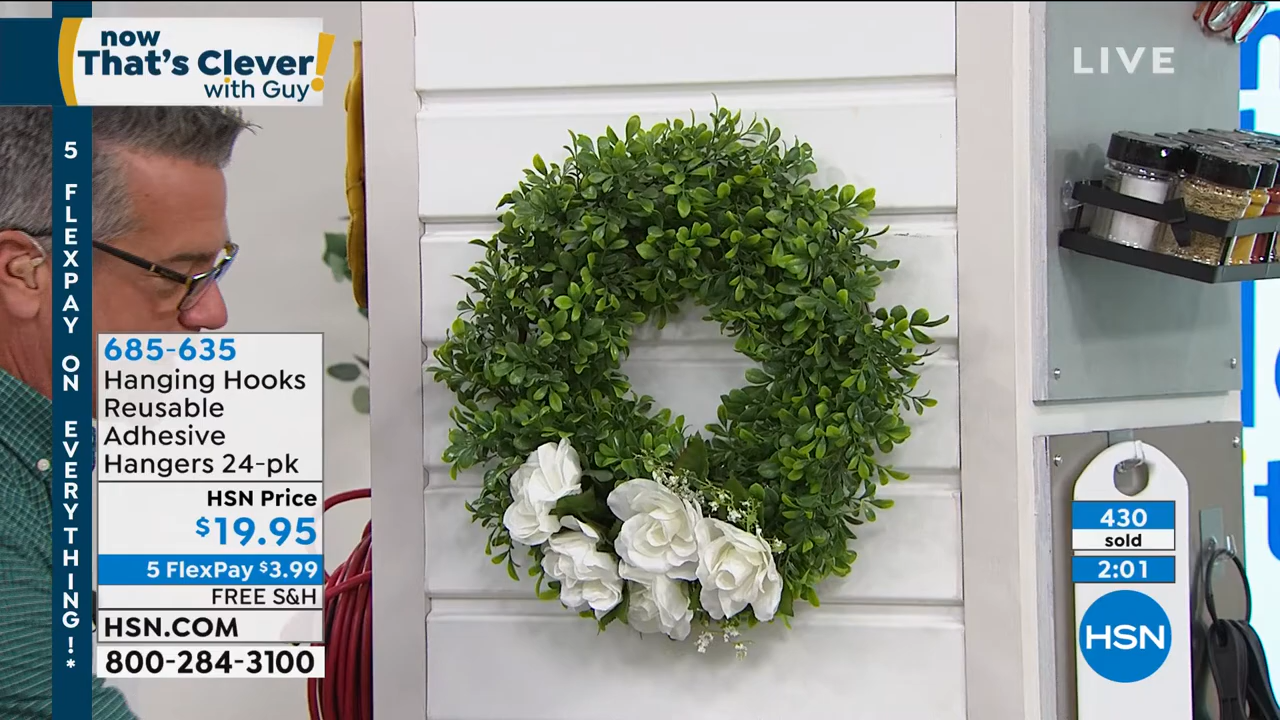 now
That's Clever!
with Guy
LIVE
5 FLEXPAY ON EVERYTHING!*
685-635
Hanging Hooks
Reusable
Adhesive
Hangers 24-pk
HSN Price
$19.95
5 FlexPay $3.99
FREE S&H
HSN.COM
800-284-3100
430
sold
2:01
HSN